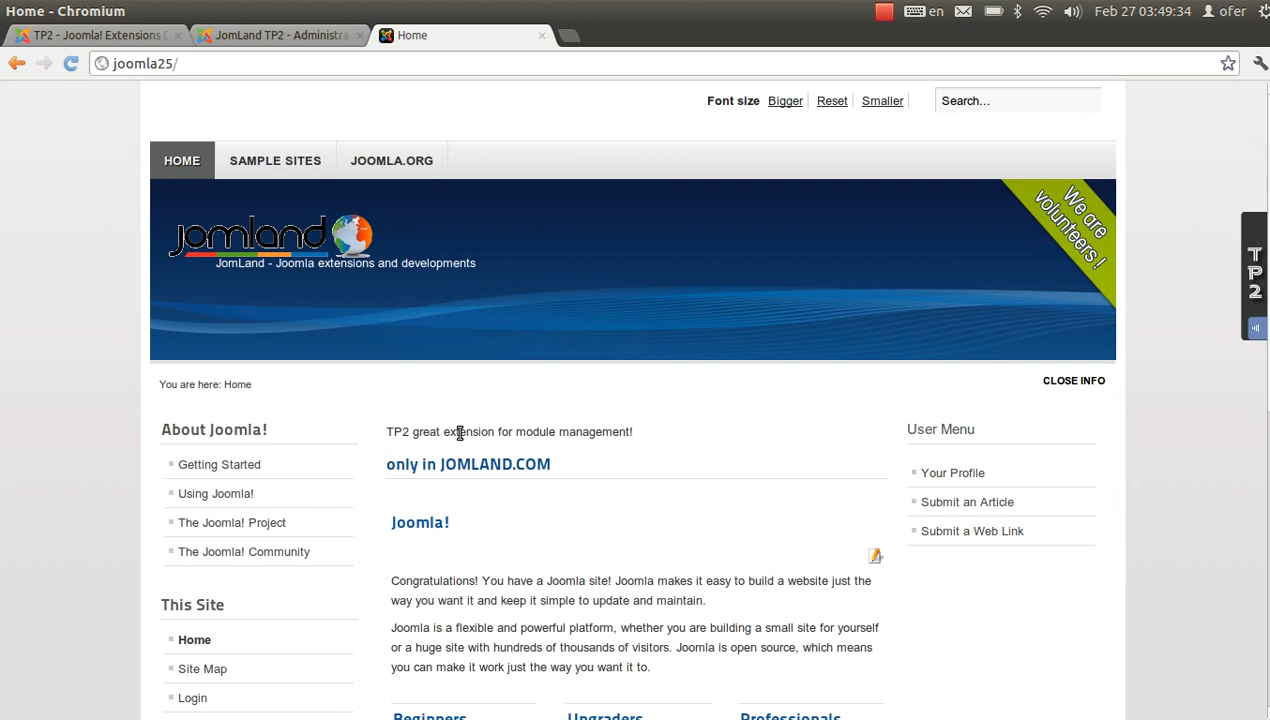 Home - Chromium
en
Feb 27 03:49:34
ofer
TP2 - Joomla! Extensions
JomLand TP2 - Administra
Home
joomla25/
Font size Bigger Reset Smaller
Search...
HOME SAMPLE SITES JOOMLA.ORG
jomland
JomLand - Joomla extensions and developments
We are
volunteers !
TP2
You are here: Home
CLOSE INFO
About Joomla!
Getting Started
Using Joomla!
The Joomla! Project
The Joomla! Community
This Site
Home
Site Map
Login
TP2 great extension for module management!
only in JOMLAND.COM
Joomla!
Congratulations! You have a Joomla site! Joomla makes it easy to build a website just the
way you want it and keep it simple to update and maintain.
Joomla is a flexible and powerful platform, whether you are building a small site for yourself
or a huge site with hundreds of thousands of visitors. Joomla is open source, which means
you can make it work just the way you want it to.
Beginners Upgraders Professionals
User Menu
Your Profile
Submit an Article
Submit a Web Link